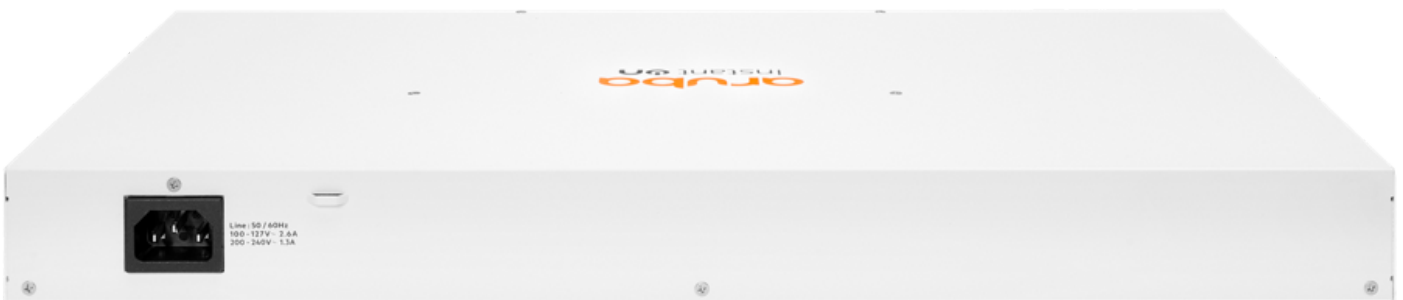 aruba
instant on
Line: 50/60Hz
100-127V~ 2.6A
200-240V~ 1.3A